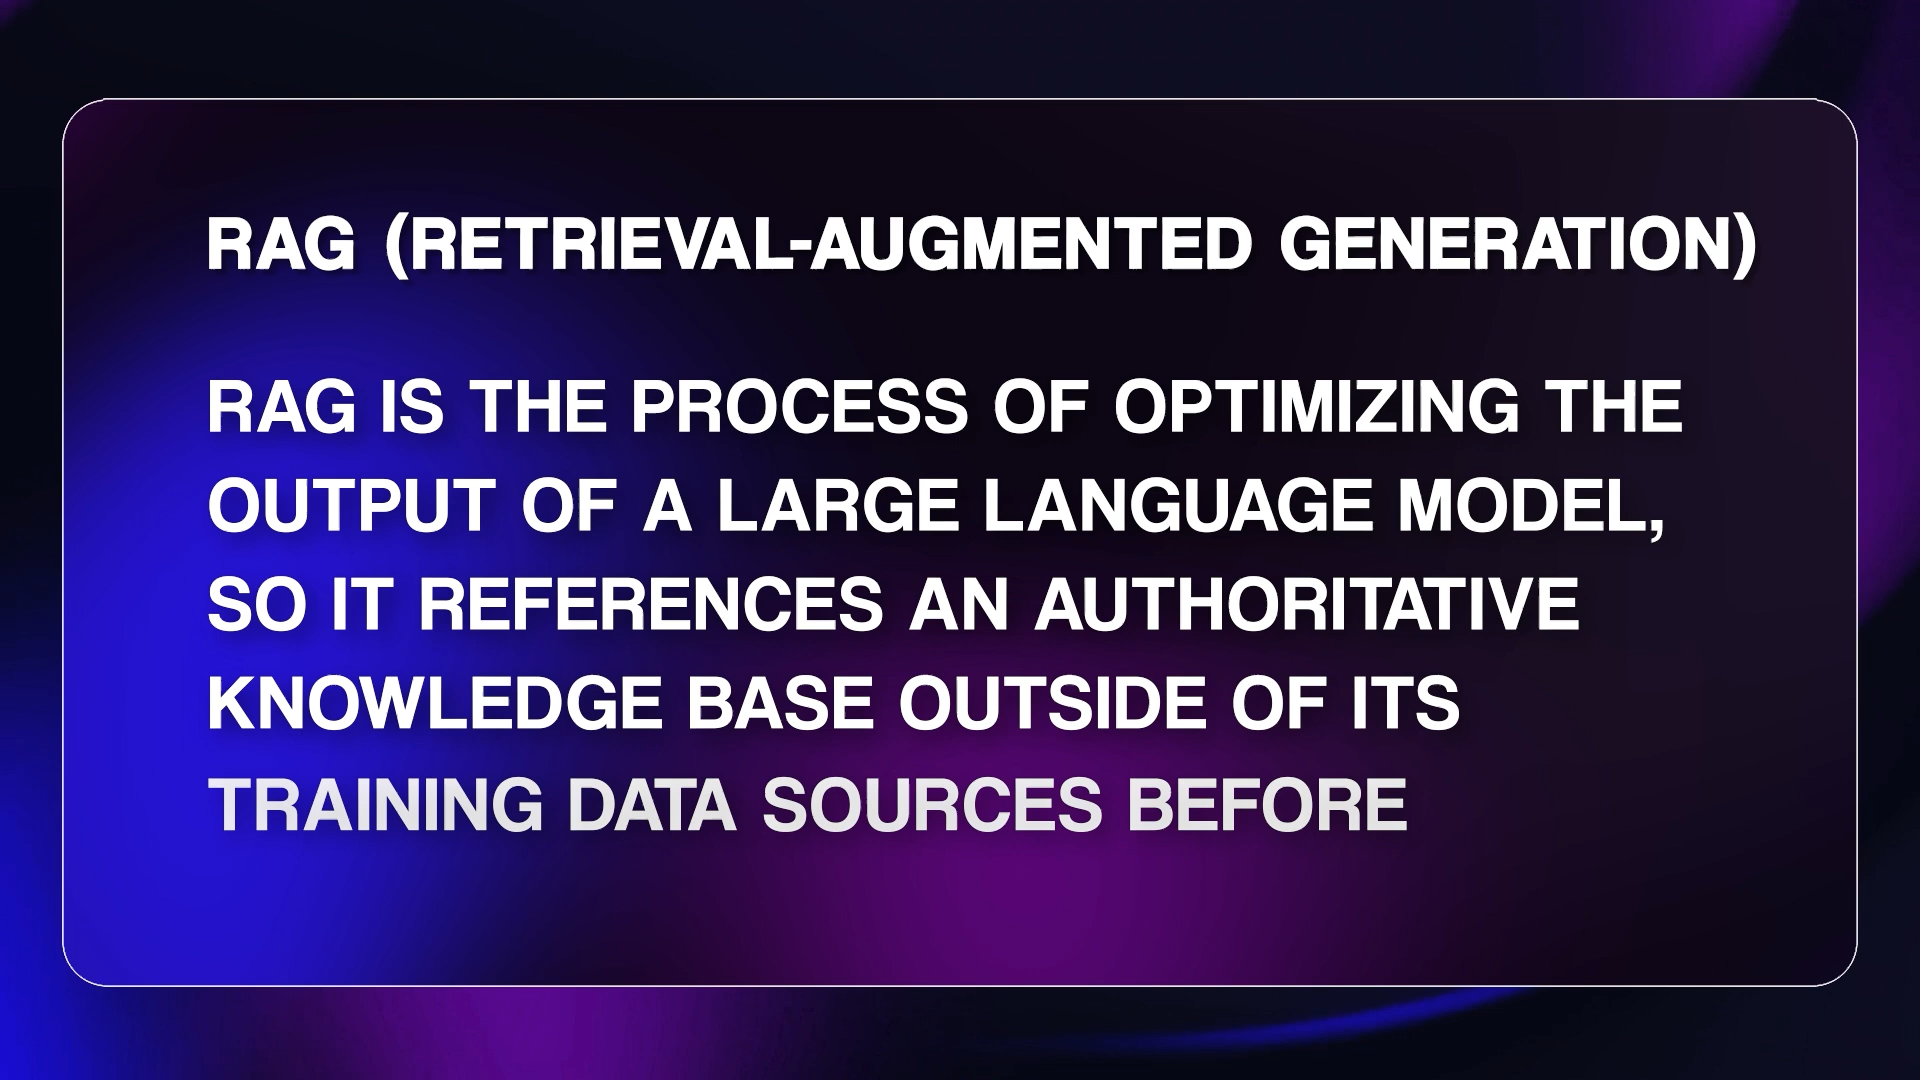 RAG (RETRIEVAL-AUGMENTED GENERATION)
RAG IS THE PROCESS OF OPTIMIZING THE
OUTPUT OF A LARGE LANGUAGE MODEL,
SO IT REFERENCES AN AUTHORITATIVE
KNOWLEDGE BASE OUTSIDE OF ITS
TRAINING DATA SOURCES BEFORE